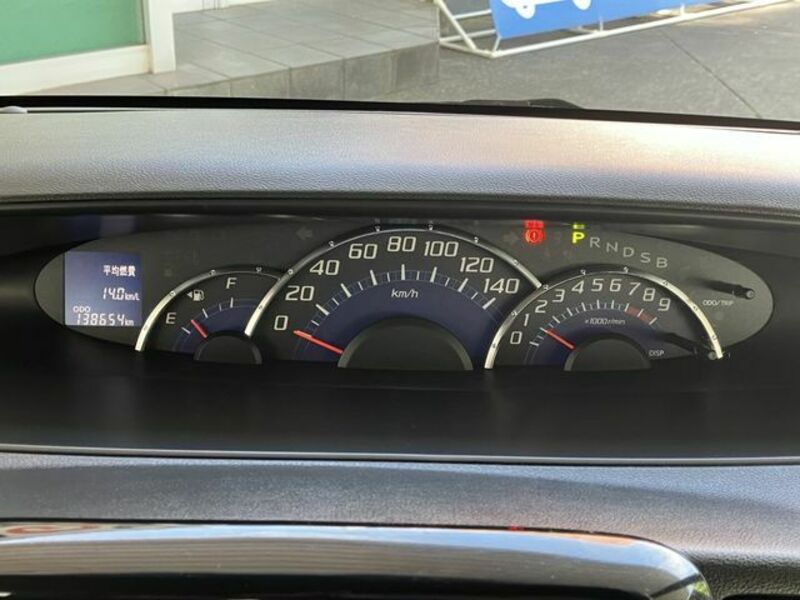 平均燃費
14.0km/L
ODO
138654km
E
F
0 20 40 60 80 100 120 140
km/h
P R N D S B
0 1 2 3 4 5 6 7 8 9
×1000r/min
ODO/TRIP
DISP